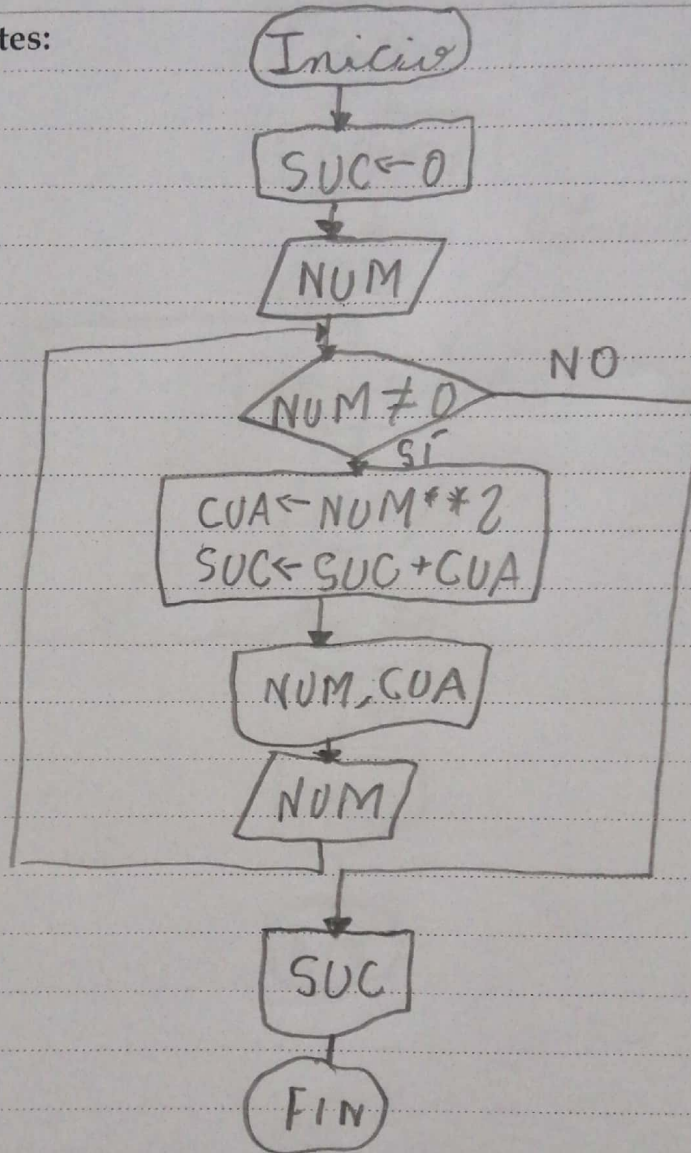 tes:
Inicio
SUC←0
NUM
NUM≠0
NO
SÍ
CUA←NUM**2
SUC←SUC+CUA
NUM,CUA
NUM
SUC
FIN